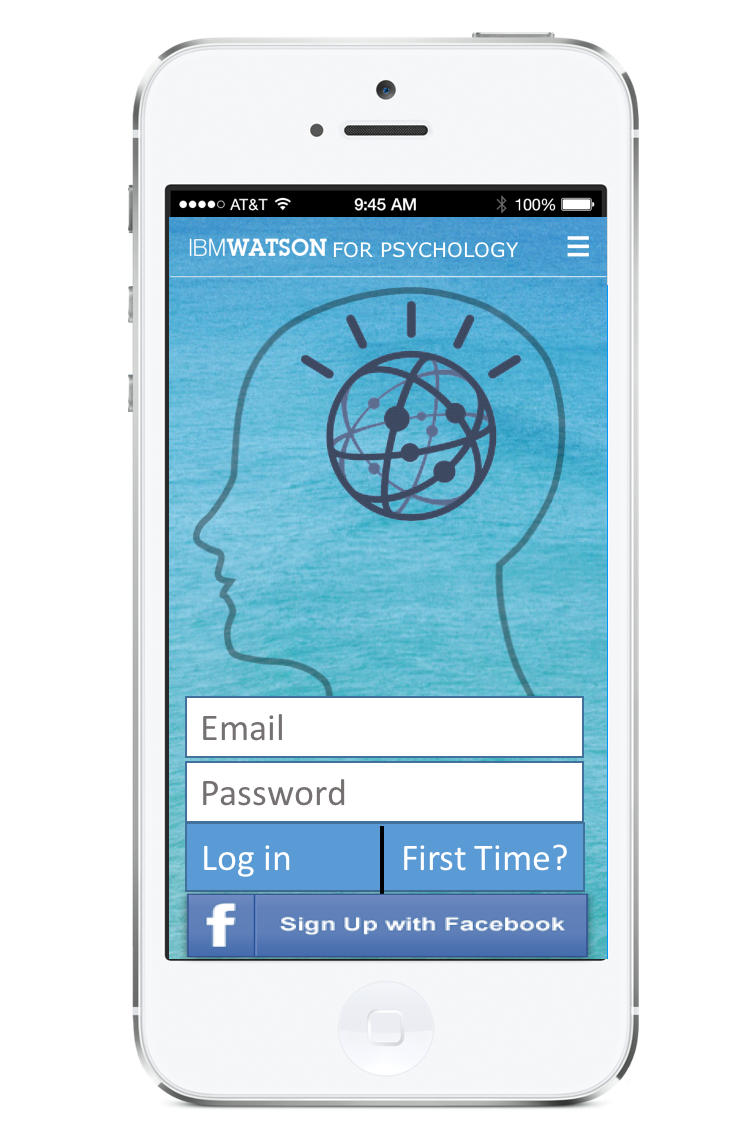 AT&T 9:45 AM 100%
IBMWATSON FOR PSYCHOLOGY
Email
Password
Log in First Time?
f Sign Up with Facebook